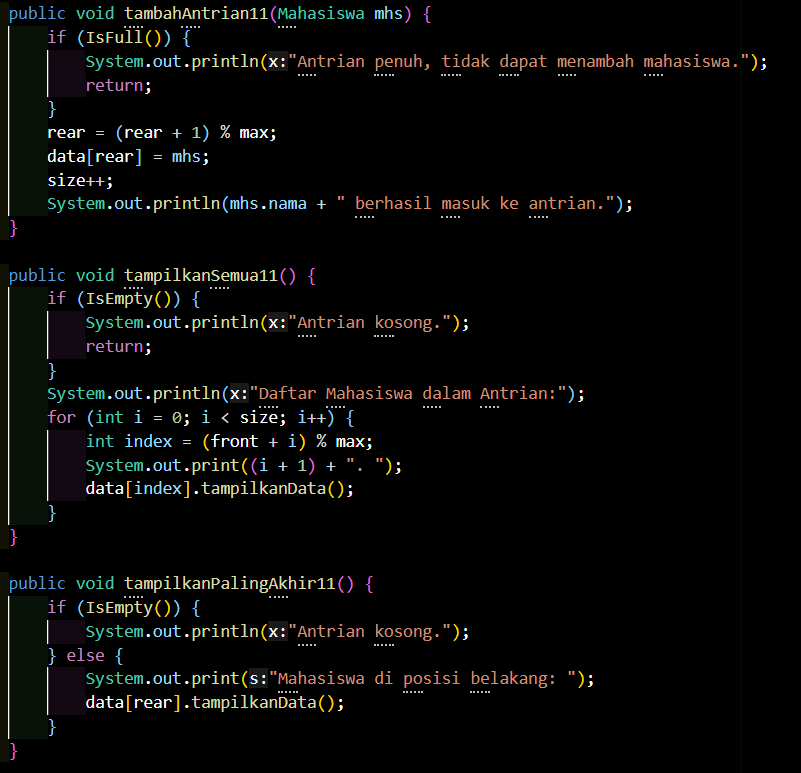 public void tambahAntrian11(Mahasiswa mhs) {
    if (IsFull()) {
        System.out.println(x:"Antrian penuh, tidak dapat menambah mahasiswa.");
        return;
    }
    rear = (rear + 1) % max;
    data[rear] = mhs;
    size++;
    System.out.println(mhs.nama + " berhasil masuk ke antrian.");
}

public void tampilkanSemua11() {
    if (IsEmpty()) {
        System.out.println(x:"Antrian kosong.");
        return;
    }
    System.out.println(x:"Daftar Mahasiswa dalam Antrian:");
    for (int i = 0; i < size; i++) {
        int index = (front + i) % max;
        System.out.print((i + 1) + ". ");
        data[index].tampilkanData();
    }
}

public void tampilkanPalingAkhir11() {
    if (IsEmpty()) {
        System.out.println(x:"Antrian kosong.");
    } else {
        System.out.print(s:"Mahasiswa di posisi belakang: ");
        data[rear].tampilkanData();
    }
}